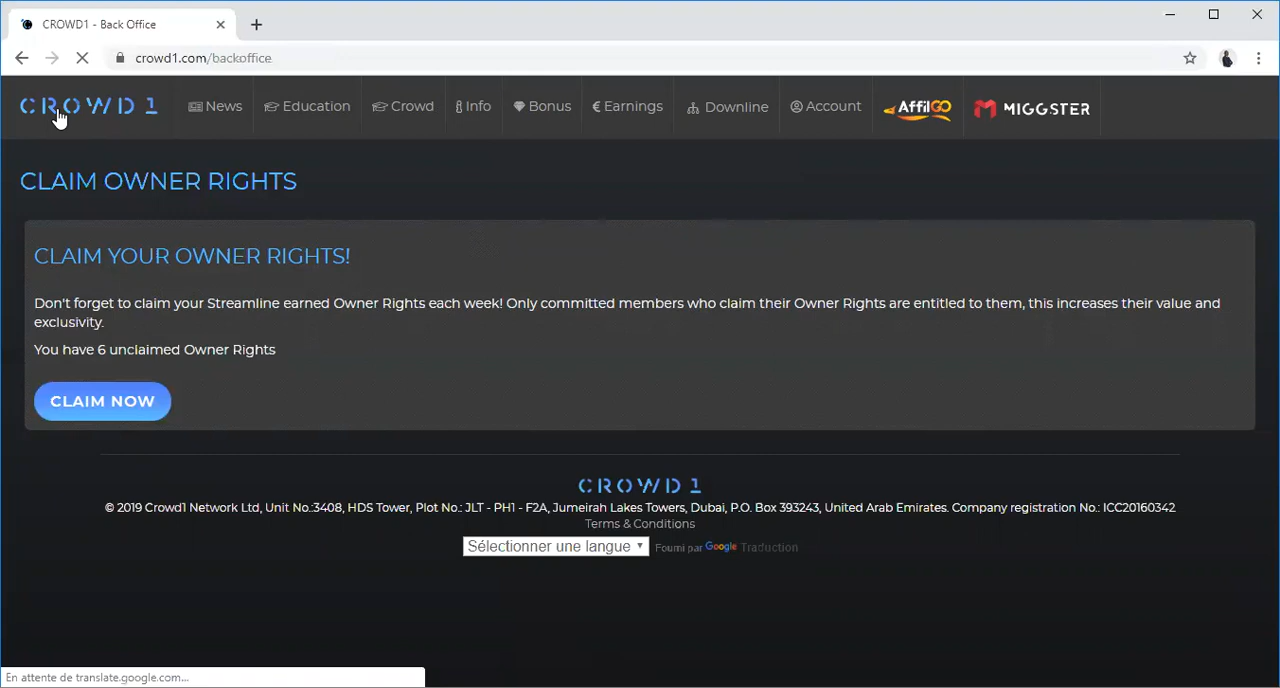 CROWD1 - Back Office
crowd1.com/backoffice
CROWD1
News
Education
Crowd
Info
Bonus
Earnings
Downline
Account
AffilGO
MIGGSTER
CLAIM OWNER RIGHTS
CLAIM YOUR OWNER RIGHTS!
Don't forget to claim your Streamline earned Owner Rights each week! Only committed members who claim their Owner Rights are entitled to them, this increases their value and
exclusivity.
You have 6 unclaimed Owner Rights
CLAIM NOW
CROWD1
© 2019 Crowd1 Network Ltd, Unit No.:3408, HDS Tower, Plot No.: JLT - PH1 - F2A, Jumeirah Lakes Towers, Dubai, P.O. Box 393243, United Arab Emirates. Company registration No.: ICC20160342
Terms & Conditions
Sélectionner une langue
Fourni par Google Traduction
En attente de translate.google.com...